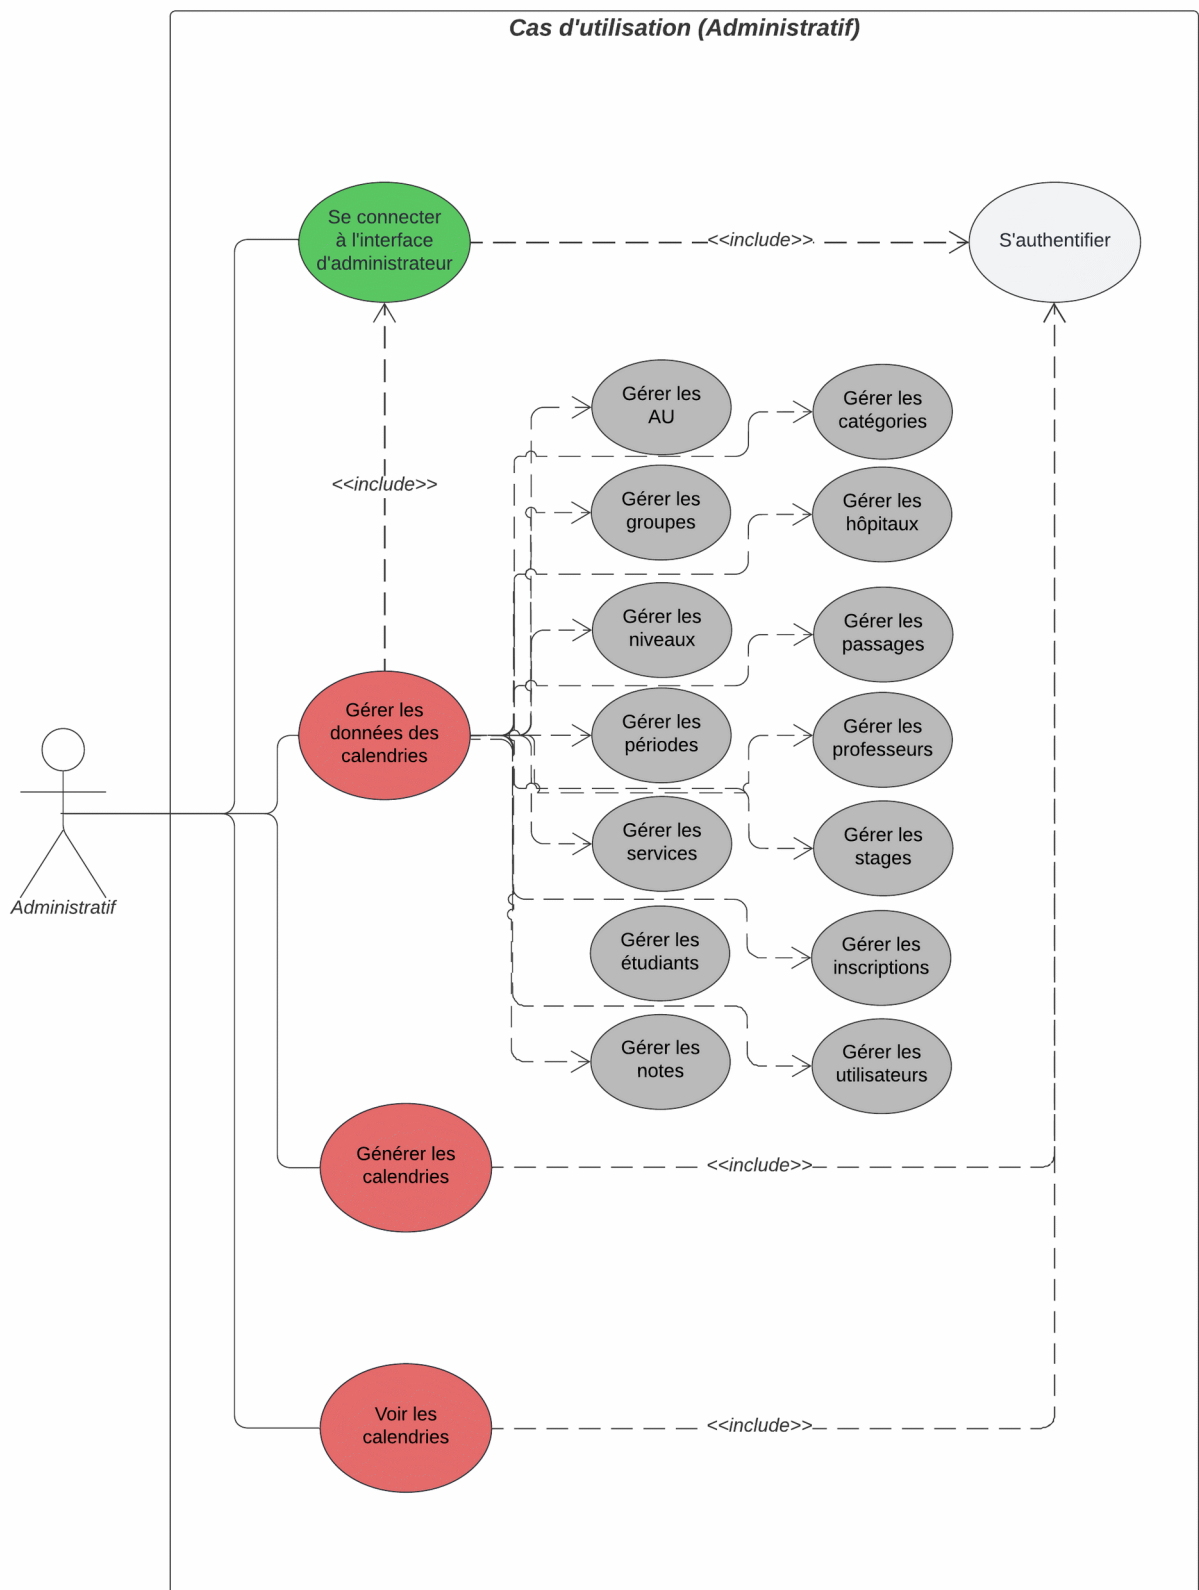 Cas d'utilisation (Administratif)
Se connecter
à l'interface
d'administrateur
<<include>>
S'authentifier
Gérer les
AU
Gérer les
catégories
<<include>>
Gérer les
groupes
Gérer les
hôpitaux
Gérer les
niveaux
Gérer les
passages
Gérer les
données des
calendries
Gérer les
périodes
Gérer les
professeurs
Gérer les
services
Gérer les
stages
Administratif
Gérer les
étudiants
Gérer les
inscriptions
Gérer les
notes
Gérer les
utilisateurs
Générer les
calendries
<<include>>
Voir les
calendries
<<include>>